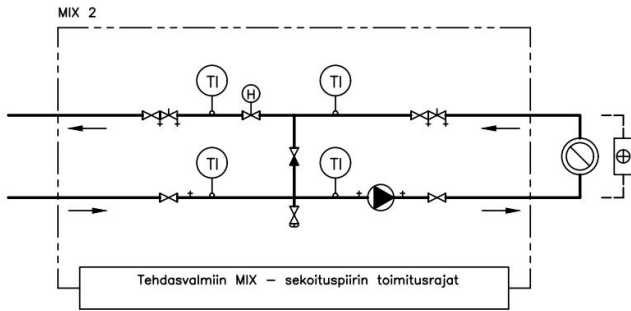 MIX 2
TI
TI
H
TI
TI
Tehdasvalmiin MIX – sekoituspiirin toimitusrajat